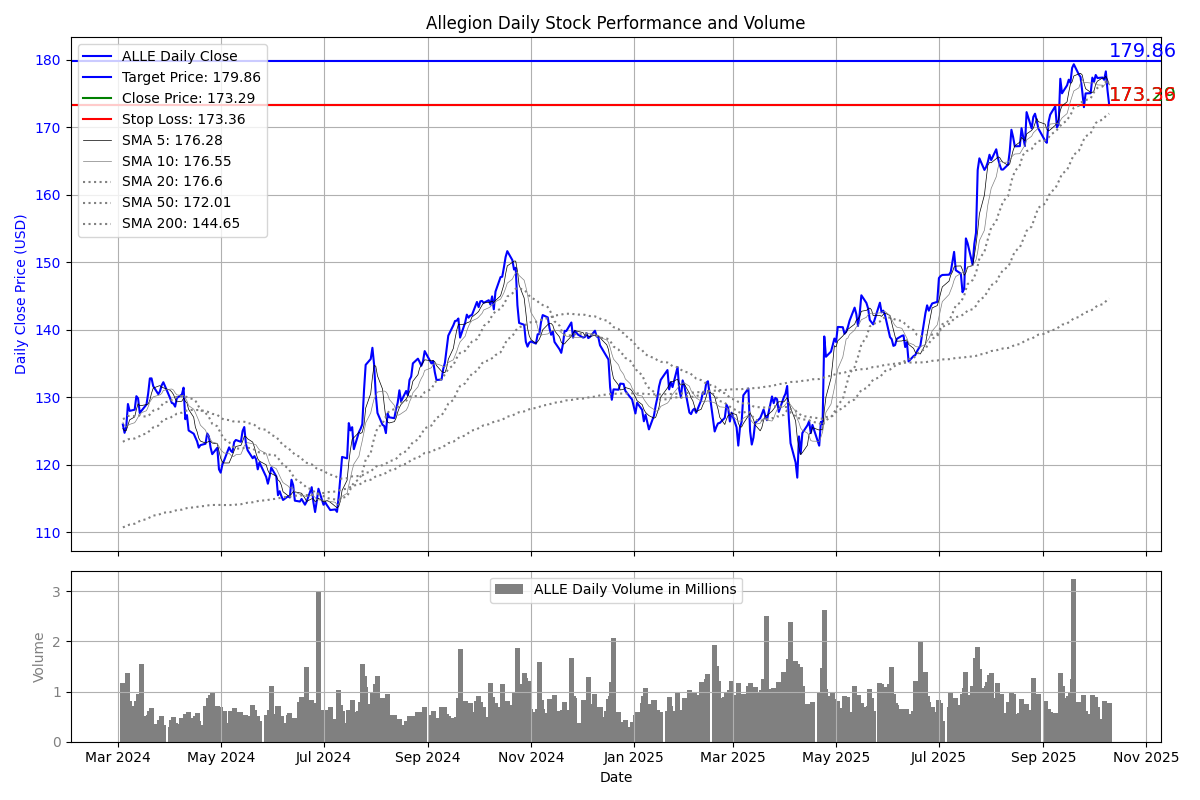 Allegion Daily Stock Performance and Volume
ALLE Daily Close
Target Price: 179.86
Close Price: 173.29
Stop Loss: 173.36
SMA 5: 176.28
SMA 10: 176.55
SMA 20: 176.6
SMA 50: 172.01
SMA 200: 144.65
179.86
173.29
173.36
180
170
160
150
140
130
120
110
Daily Close Price (USD)
ALLE Daily Volume in Millions
3
2
1
0
Volume
Mar 2024 May 2024 Jul 2024 Sep 2024 Nov 2024 Jan 2025 Mar 2025 May 2025 Jul 2025 Sep 2025 Nov 2025
Date